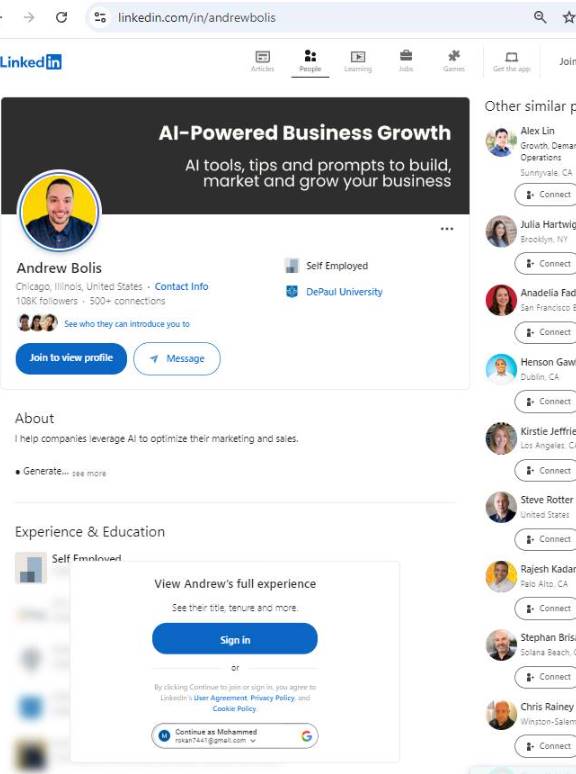 linkedin.com/in/andrewbolis
Linked in
Articles
People
Learning
Jobs
Games
Get the app
Join
AI-Powered Business Growth
AI tools, tips and prompts to build,
market and grow your business
Andrew Bolis
Chicago, Illinois, United States · Contact Info
108K followers · 500+ connections
See who they can introduce you to
Join to view profile
Message
Self Employed
DePaul University
About
I help companies leverage AI to optimize their marketing and sales.
● Generate… see more
Experience & Education
Self Employed
View Andrew's full experience
See their title, tenure and more.
Sign in
or
By clicking Continue to join or sign in, you agree to
LinkedIn's User Agreement, Privacy Policy, and
Cookie Policy.
M
Continue as Mohammed
rokan7441@gmail.com
G
Other similar p
Alex Lin
Growth, Deman
Operations
Sunnyvale, CA
Connect
Julia Hartwig
Brooklyn, NY
Connect
Anadelia Fad
San Francisco B
Connect
Henson Gaw
Dublin, CA
Connect
Kirstie Jeffrie
Los Angeles, CA
Connect
Steve Rotter
United States
Connect
Rajesh Kadar
Palo Alto, CA
Connect
Stephan Brisa
Solana Beach, C
Connect
Chris Rainey
Winston-Salem
Connect